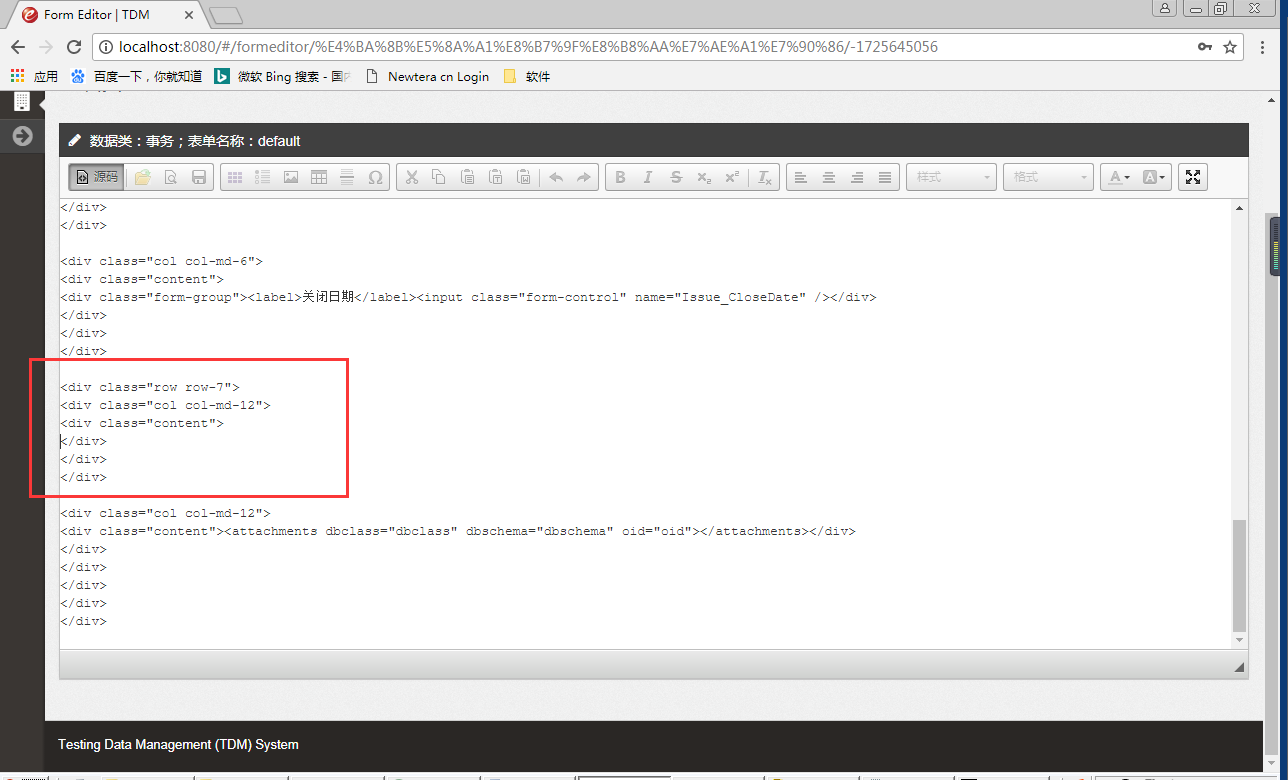 Form Editor | TDM
localhost:8080/#/formeditor/%E4%BA%8B%E5%8A%A1%E8%B7%9F%E8%B8%AA%E7%AE%A1%E7%90%86/-1725645056
应用 百度一下，你就知道 微软 Bing 搜索 - 国 Newtera cn Login 软件
数据类：事务；表单名称：default
源码 Ω B I S x₂ x² Tx 样式 格式 A A
</div>
</div>
<div class="col col-md-6">
<div class="content">
<div class="form-group"><label>关闭日期</label><input class="form-control" name="Issue_CloseDate" /></div>
</div>
</div>
</div>
<div class="row row-7">
<div class="col col-md-12">
<div class="content">
</div>
</div>
</div>
<div class="col col-md-12">
<div class="content"><attachments dbclass="dbclass" dbschema="dbschema" oid="oid"></attachments></div>
</div>
</div>
</div>
</div>
</div>
Testing Data Management (TDM) System